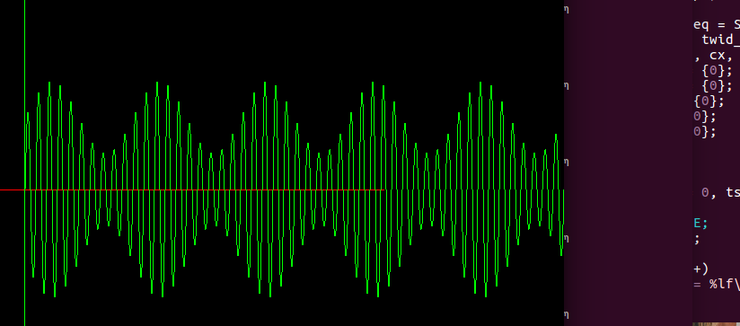 η
η
η
η
η
eq = S
twid_
, cx,
{0};
{0};
{0};
0};
0};
0, ts
E;
;
+)
= %lf\